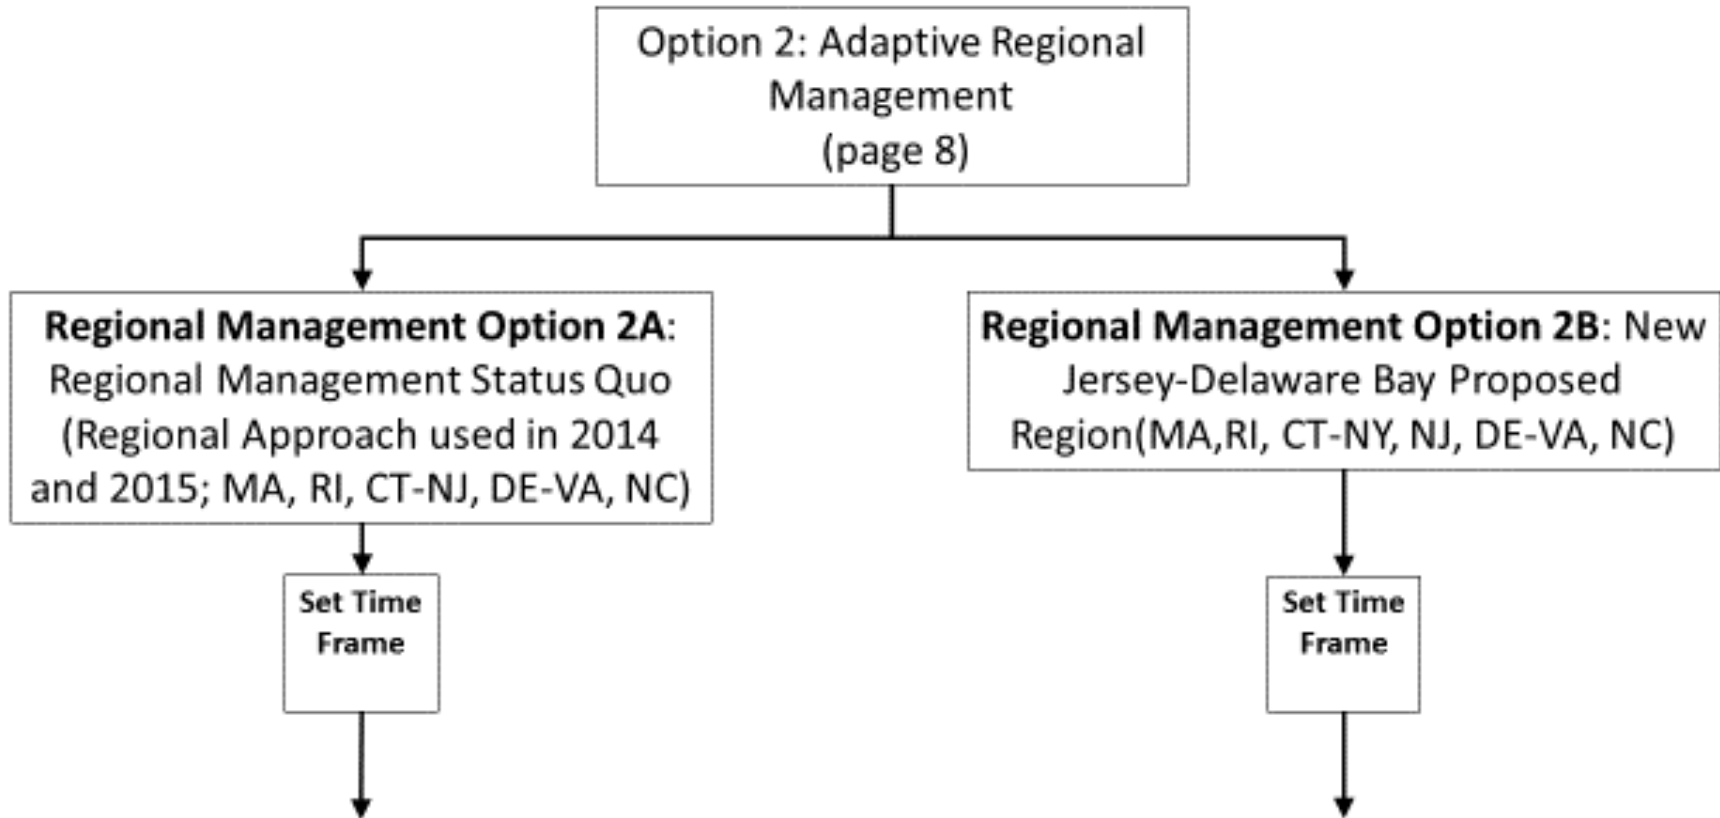 Option 2: Adaptive Regional
Management
(page 8)
Regional Management Option 2A:
Regional Management Status Quo
(Regional Approach used in 2014
and 2015; MA, RI, CT-NJ, DE-VA, NC)
Regional Management Option 2B: New
Jersey-Delaware Bay Proposed
Region(MA,RI, CT-NY, NJ, DE-VA, NC)
Set Time
Frame
Set Time
Frame